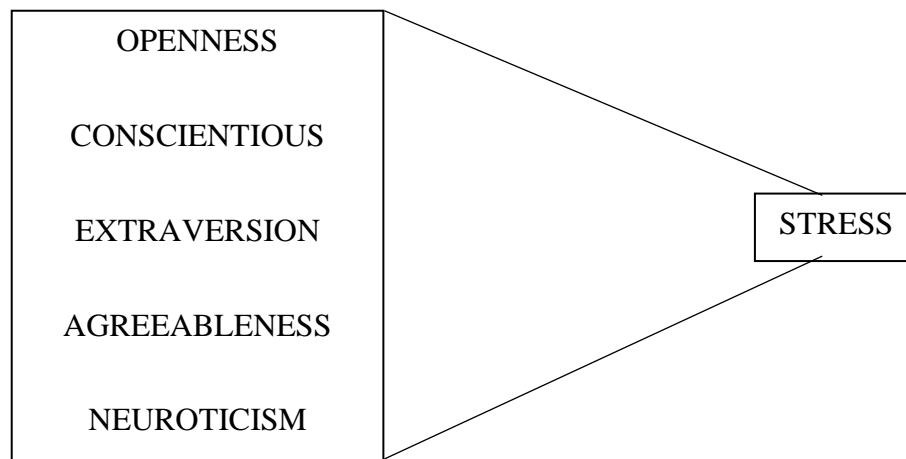 OPENNESS
CONSCIENTIOUS
EXTRAVERSION
AGREEABLENESS
NEUROTICISM
STRESS